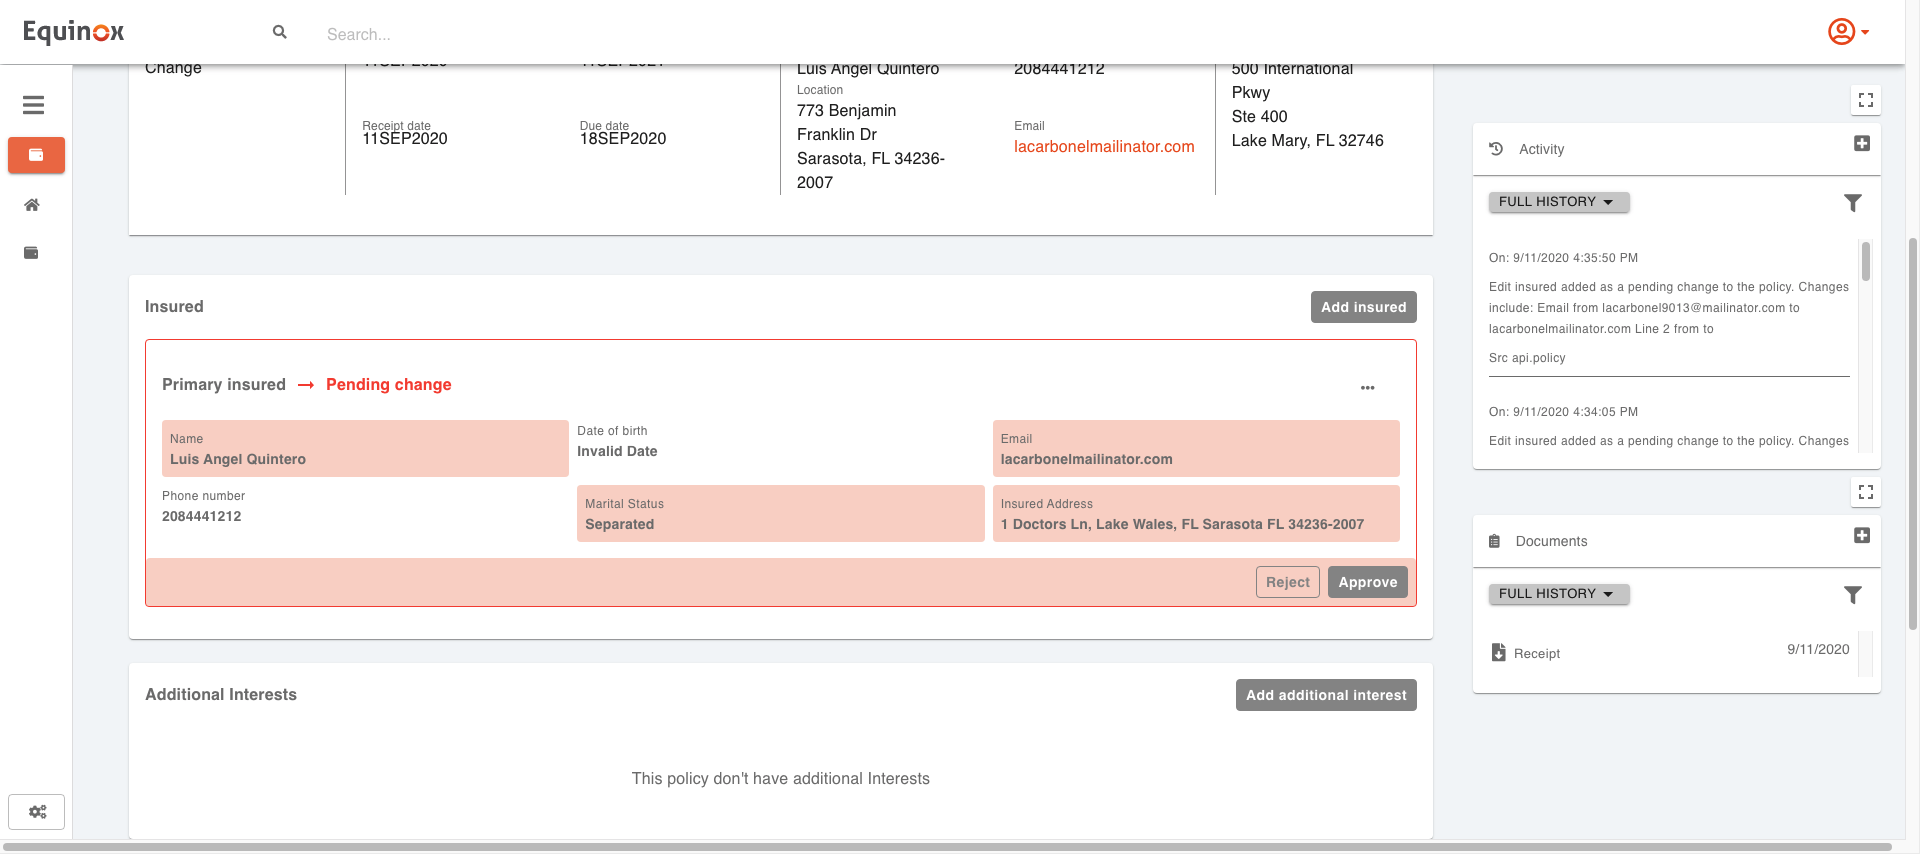 Equinox
Search...
Change
11SEP2020
11SEP2021
Receipt date
11SEP2020
Due date
18SEP2020
Luis Angel Quintero
Location
773 Benjamin
Franklin Dr
Sarasota, FL 34236-
2007
2084441212
Email
lacarbonelmailinator.com
500 International
Pkwy
Ste 400
Lake Mary, FL 32746
Insured
Add insured
Primary insured → Pending change
Name
Luis Angel Quintero
Date of birth
Invalid Date
Email
lacarbonelmailinator.com
Phone number
2084441212
Marital Status
Separated
Insured Address
1 Doctors Ln, Lake Wales, FL Sarasota FL 34236-2007
Reject
Approve
Additional Interests
Add additional interest
This policy don't have additional Interests
Activity
FULL HISTORY
On: 9/11/2020 4:35:50 PM
Edit insured added as a pending change to the policy. Changes
include: Email from lacarbonel9013@mailinator.com to
lacarbonelmailinator.com Line 2 from to
Src api.policy
On: 9/11/2020 4:34:05 PM
Edit insured added as a pending change to the policy. Changes
Documents
FULL HISTORY
Receipt
9/11/2020